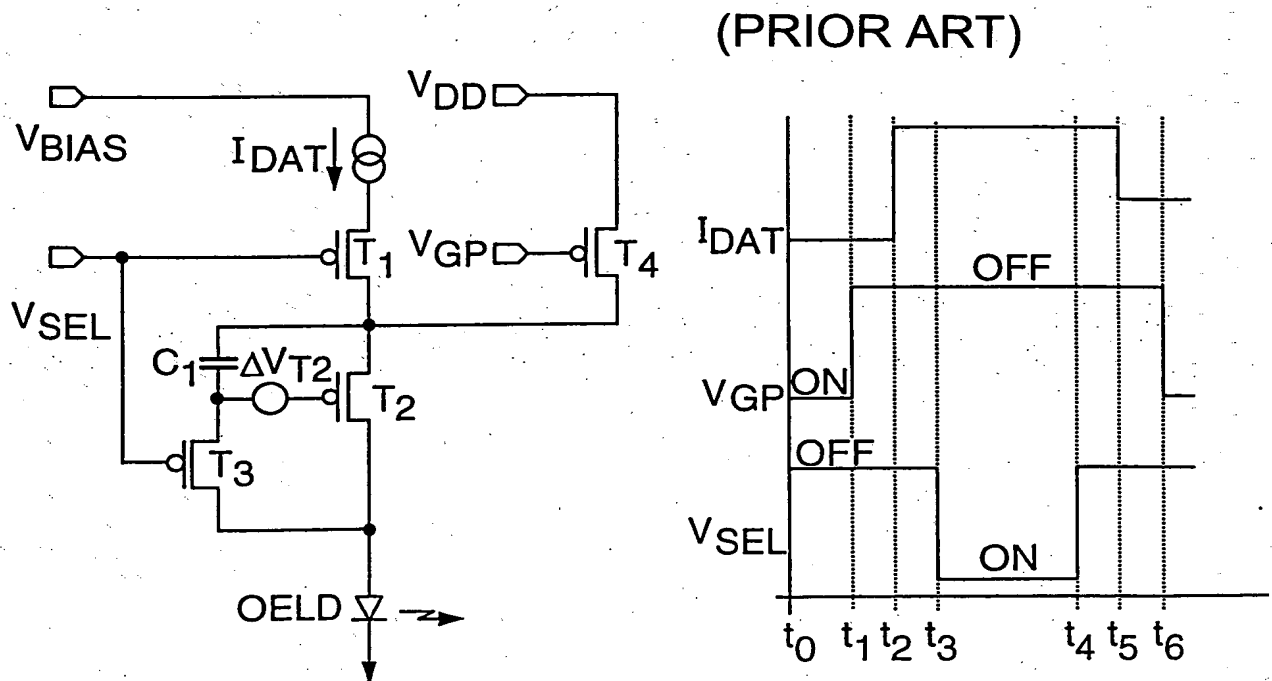 (PRIOR ART)
VDD
VBIAS
IDAT
VSEL
T1
VGP
T4
C1
ΔVT2
T2
T3
OELD
IDAT
OFF
VGP
ON
OFF
VSEL
ON
t0 t1 t2 t3 t4 t5 t6